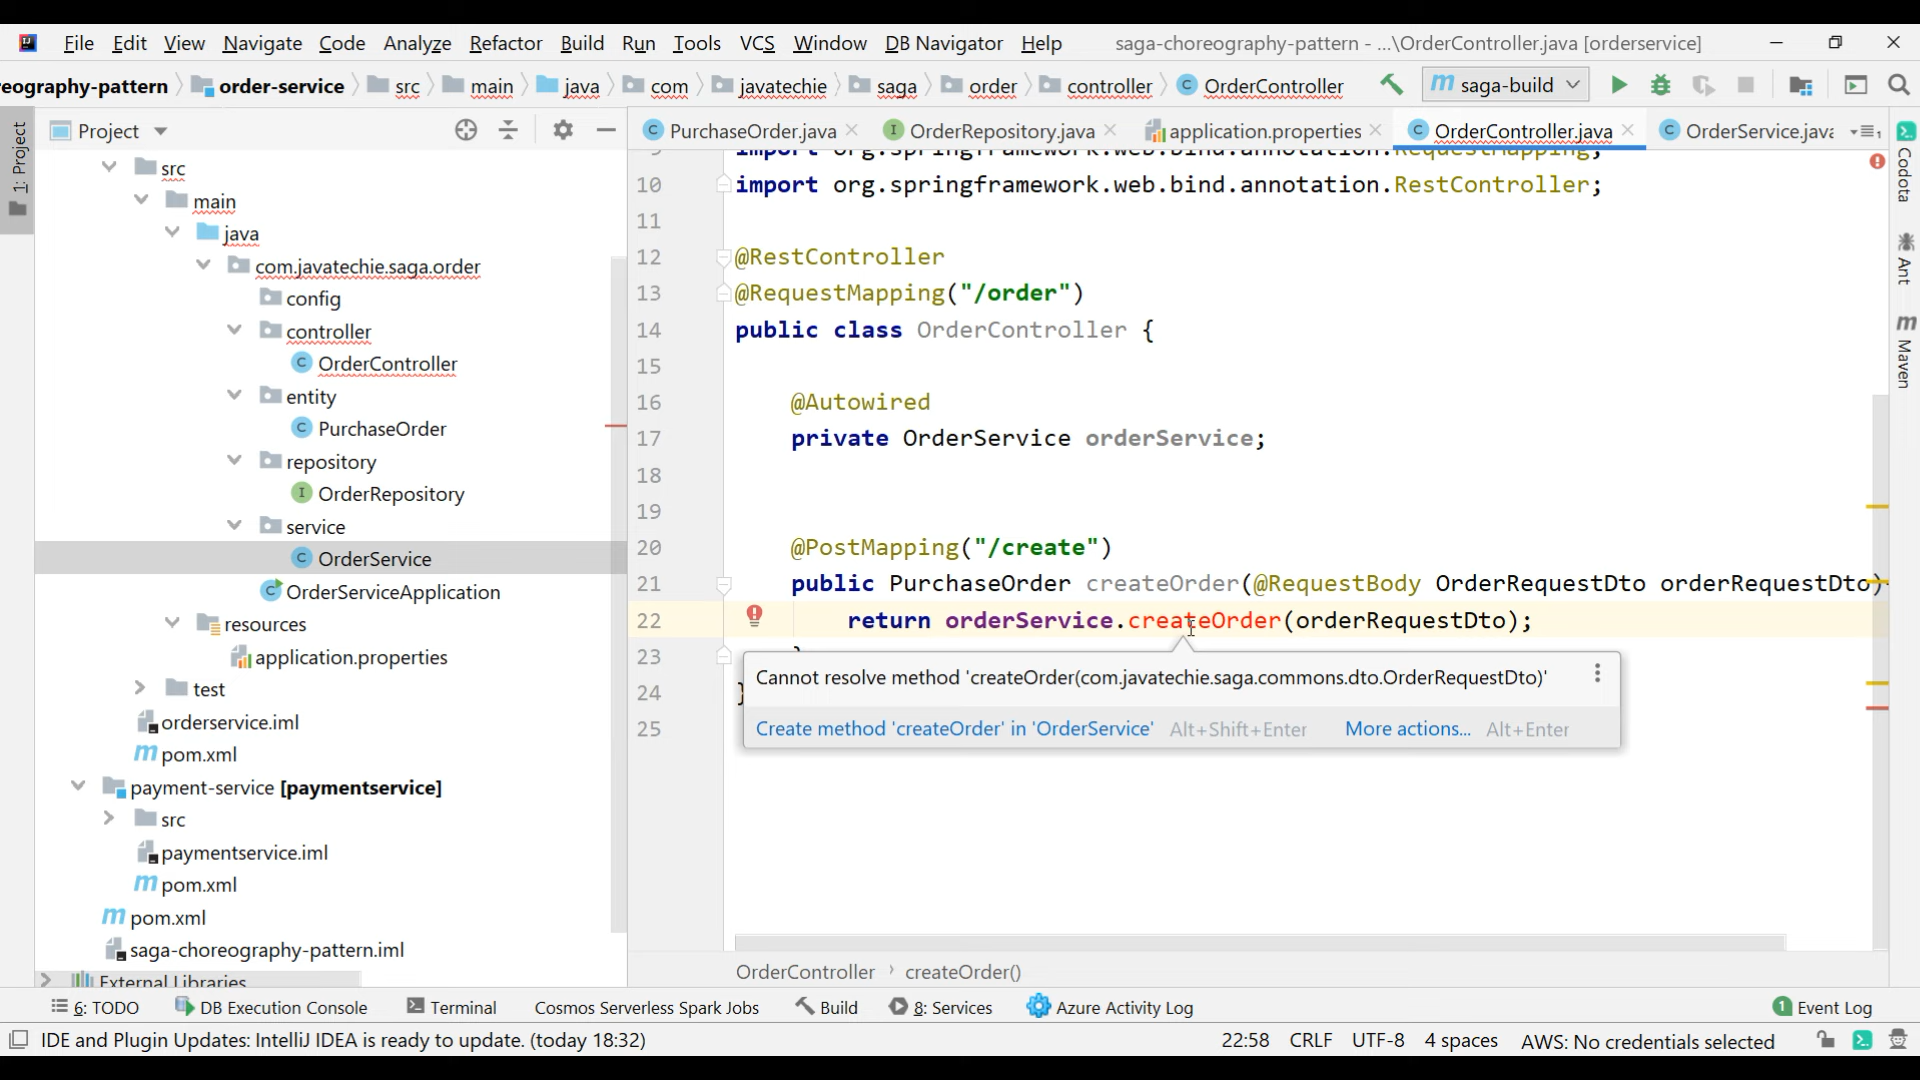 File Edit View Navigate Code Analyze Refactor Build Run Tools VCS Window DB Navigator Help saga-choreography-pattern - ...\OrderController.java [orderservice]
eography-pattern order-service src main java com javatechie saga order controller OrderController saga-build
Project
PurchaseOrder.java OrderRepository.java application.properties OrderController.java OrderService.java
1: Project
src
main
java
com.javatechie.saga.order
config
controller
OrderController
entity
PurchaseOrder
repository
OrderRepository
service
OrderService
OrderServiceApplication
resources
application.properties
test
orderservice.iml
pom.xml
payment-service [paymentservice]
src
paymentservice.iml
pom.xml
pom.xml
saga-choreography-pattern.iml
External Libraries
9 import org.springframework.web.bind.annotation.RequestMapping;
10 import org.springframework.web.bind.annotation.RestController;
11
12 @RestController
13 @RequestMapping("/order")
14 public class OrderController {
15
16 @Autowired
17 private OrderService orderService;
18
19
20 @PostMapping("/create")
21 public PurchaseOrder createOrder(@RequestBody OrderRequestDto orderRequestDto)
22 return orderService.createOrder(orderRequestDto);
23
24 }
25
Cannot resolve method 'createOrder(com.javatechie.saga.commons.dto.OrderRequestDto)'
Create method 'createOrder' in 'OrderService' Alt+Shift+Enter More actions... Alt+Enter
OrderController › createOrder()
Codota
Ant
Maven
6: TODO DB Execution Console Terminal Cosmos Serverless Spark Jobs Build 8: Services Azure Activity Log 1 Event Log
IDE and Plugin Updates: IntelliJ IDEA is ready to update. (today 18:32) 22:58 CRLF UTF-8 4 spaces AWS: No credentials selected